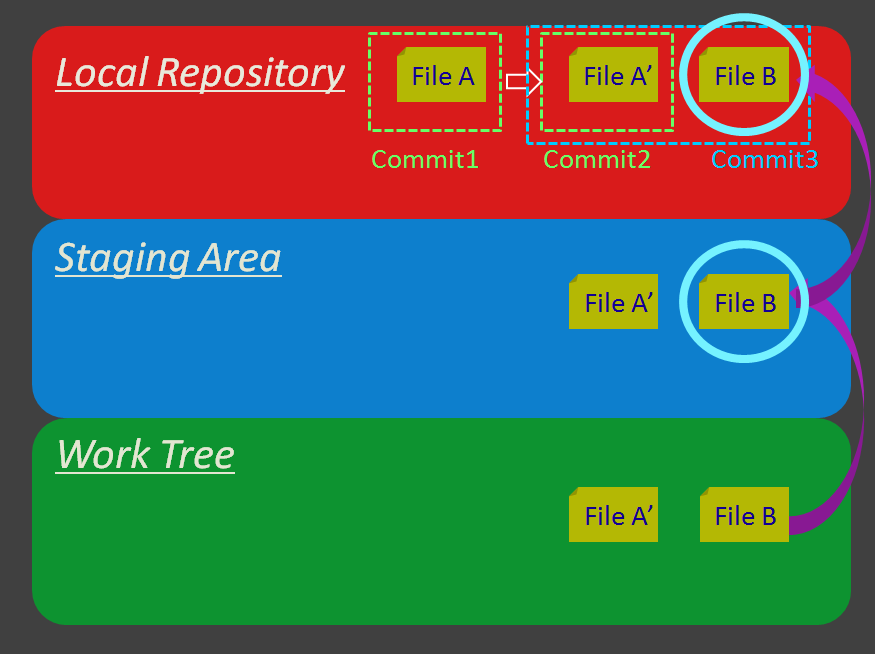 Local Repository
File A
File A’
File B
Commit1
Commit2
Commit3
Staging Area
File A’
File B
Work Tree
File A’
File B